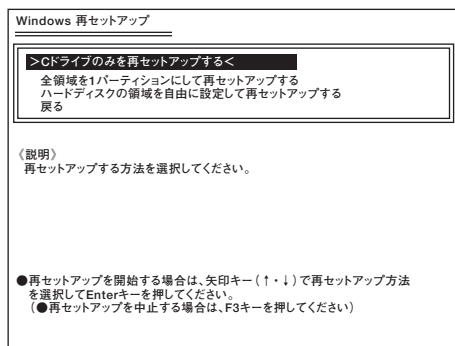 Windows 再セットアップ
>Cドライブのみを再セットアップする<
全領域を1パーティションにして再セットアップする
ハードディスクの領域を自由に設定して再セットアップする
戻る
《説明》
再セットアップする方法を選択してください。
●再セットアップを開始する場合は、矢印キー(↑・↓)で再セットアップ方法
を選択してEnterキーを押してください。
(●再セットアップを中止する場合は、F3キーを押してください)